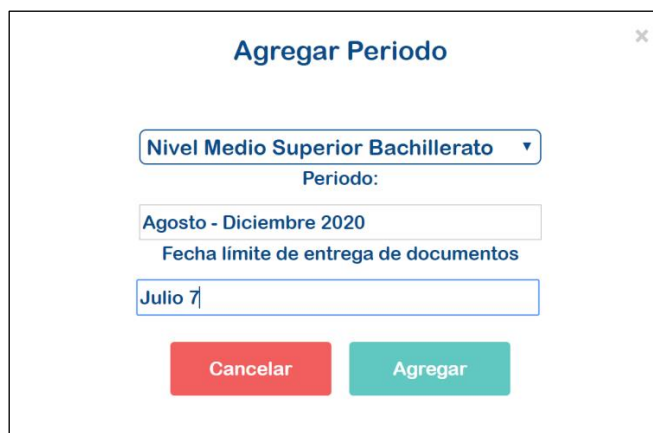 Agregar Periodo
×
Nivel Medio Superior Bachillerato
Periodo:
Agosto - Diciembre 2020
Fecha límite de entrega de documentos
Julio 7
Cancelar Agregar